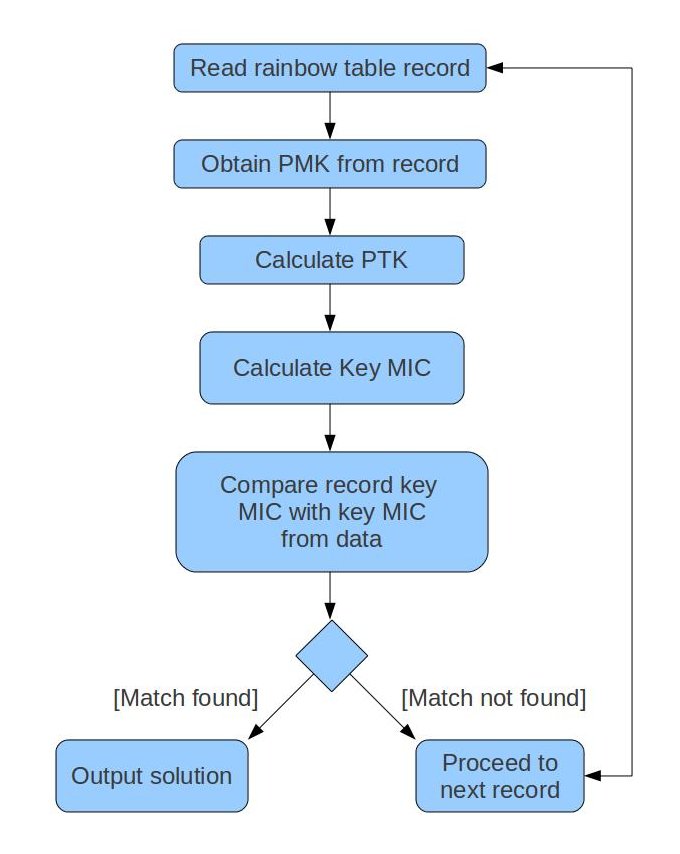 Read rainbow table record
Obtain PMK from record
Calculate PTK
Calculate Key MIC
Compare record key
MIC with key MIC
from data
[Match found]
[Match not found]
Output solution
Proceed to
next record